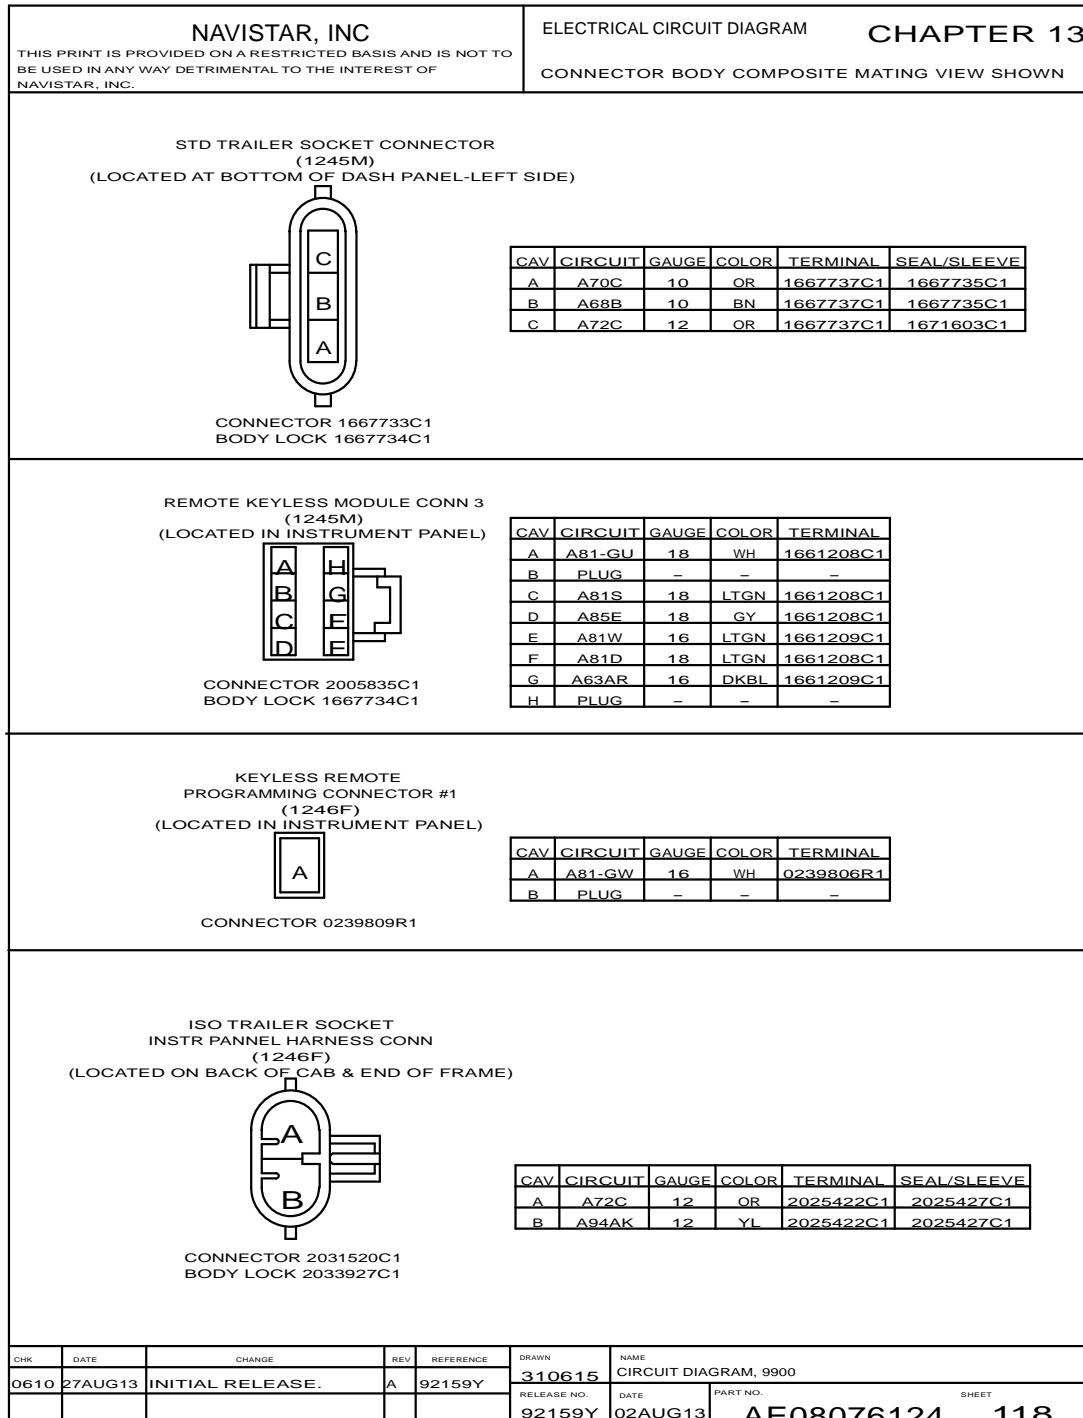 NAVISTAR, INC
THIS PRINT IS PROVIDED ON A RESTRICTED BASIS AND IS NOT TO
BE USED IN ANY WAY DETRIMENTAL TO THE INTEREST OF
NAVISTAR, INC.
ELECTRICAL CIRCUIT DIAGRAM CHAPTER 13
CONNECTOR BODY COMPOSITE MATING VIEW SHOWN
STD TRAILER SOCKET CONNECTOR
(1245M)
(LOCATED AT BOTTOM OF DASH PANEL-LEFT SIDE)
C
B
A
CONNECTOR 1667733C1
BODY LOCK 1667734C1
CAV CIRCUIT GAUGE COLOR TERMINAL SEAL/SLEEVE
A A70C 10 OR 1667737C1 1667735C1
B A68B 10 BN 1667737C1 1667735C1
C A72C 12 OR 1667737C1 1671603C1
REMOTE KEYLESS MODULE CONN 3
(1245M)
(LOCATED IN INSTRUMENT PANEL)
A H
B G
C F
D E
CONNECTOR 2005835C1
BODY LOCK 1667734C1
CAV CIRCUIT GAUGE COLOR TERMINAL
A A81-GU 18 WH 1661208C1
B PLUG – – –
C A81S 18 LTGN 1661208C1
D A85E 18 GY 1661208C1
E A81W 16 LTGN 1661209C1
F A81D 18 LTGN 1661208C1
G A63AR 16 DKBL 1661209C1
H PLUG – – –
KEYLESS REMOTE
PROGRAMMING CONNECTOR #1
(1246F)
(LOCATED IN INSTRUMENT PANEL)
A
CONNECTOR 0239809R1
CAV CIRCUIT GAUGE COLOR TERMINAL
A A81-GW 16 WH 0239806R1
B PLUG – – –
ISO TRAILER SOCKET
INSTR PANNEL HARNESS CONN
(1246F)
(LOCATED ON BACK OF CAB & END OF FRAME)
A
B
CONNECTOR 2031520C1
BODY LOCK 2033927C1
CAV CIRCUIT GAUGE COLOR TERMINAL SEAL/SLEEVE
A A72C 12 OR 2025422C1 2025427C1
B A94AK 12 YL 2025422C1 2025427C1
CHK DATE CHANGE REV REFERENCE
0610 27AUG13 INITIAL RELEASE. A 92159Y
DRAWN
310615
NAME
CIRCUIT DIAGRAM, 9900
RELEASE NO. DATE PART NO. SHEET
92159Y 02AUG13 AE08076124 118